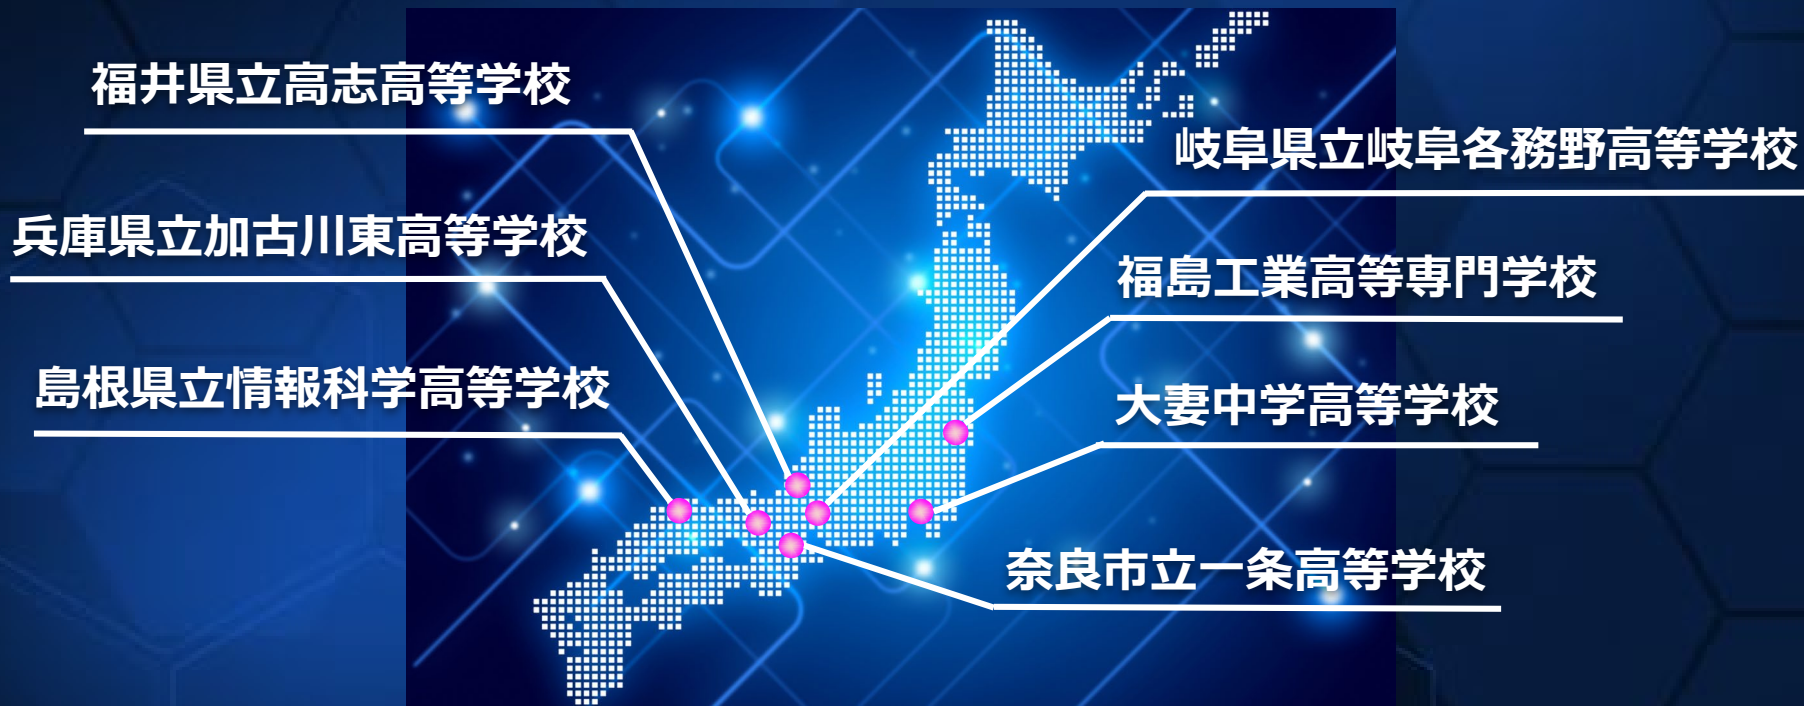 福井県立高志高等学校
兵庫県立加古川東高等学校
島根県立情報科学高等学校
岐阜県立岐阜各務野高等学校
福島工業高等専門学校
大妻中学高等学校
奈良市立一条高等学校